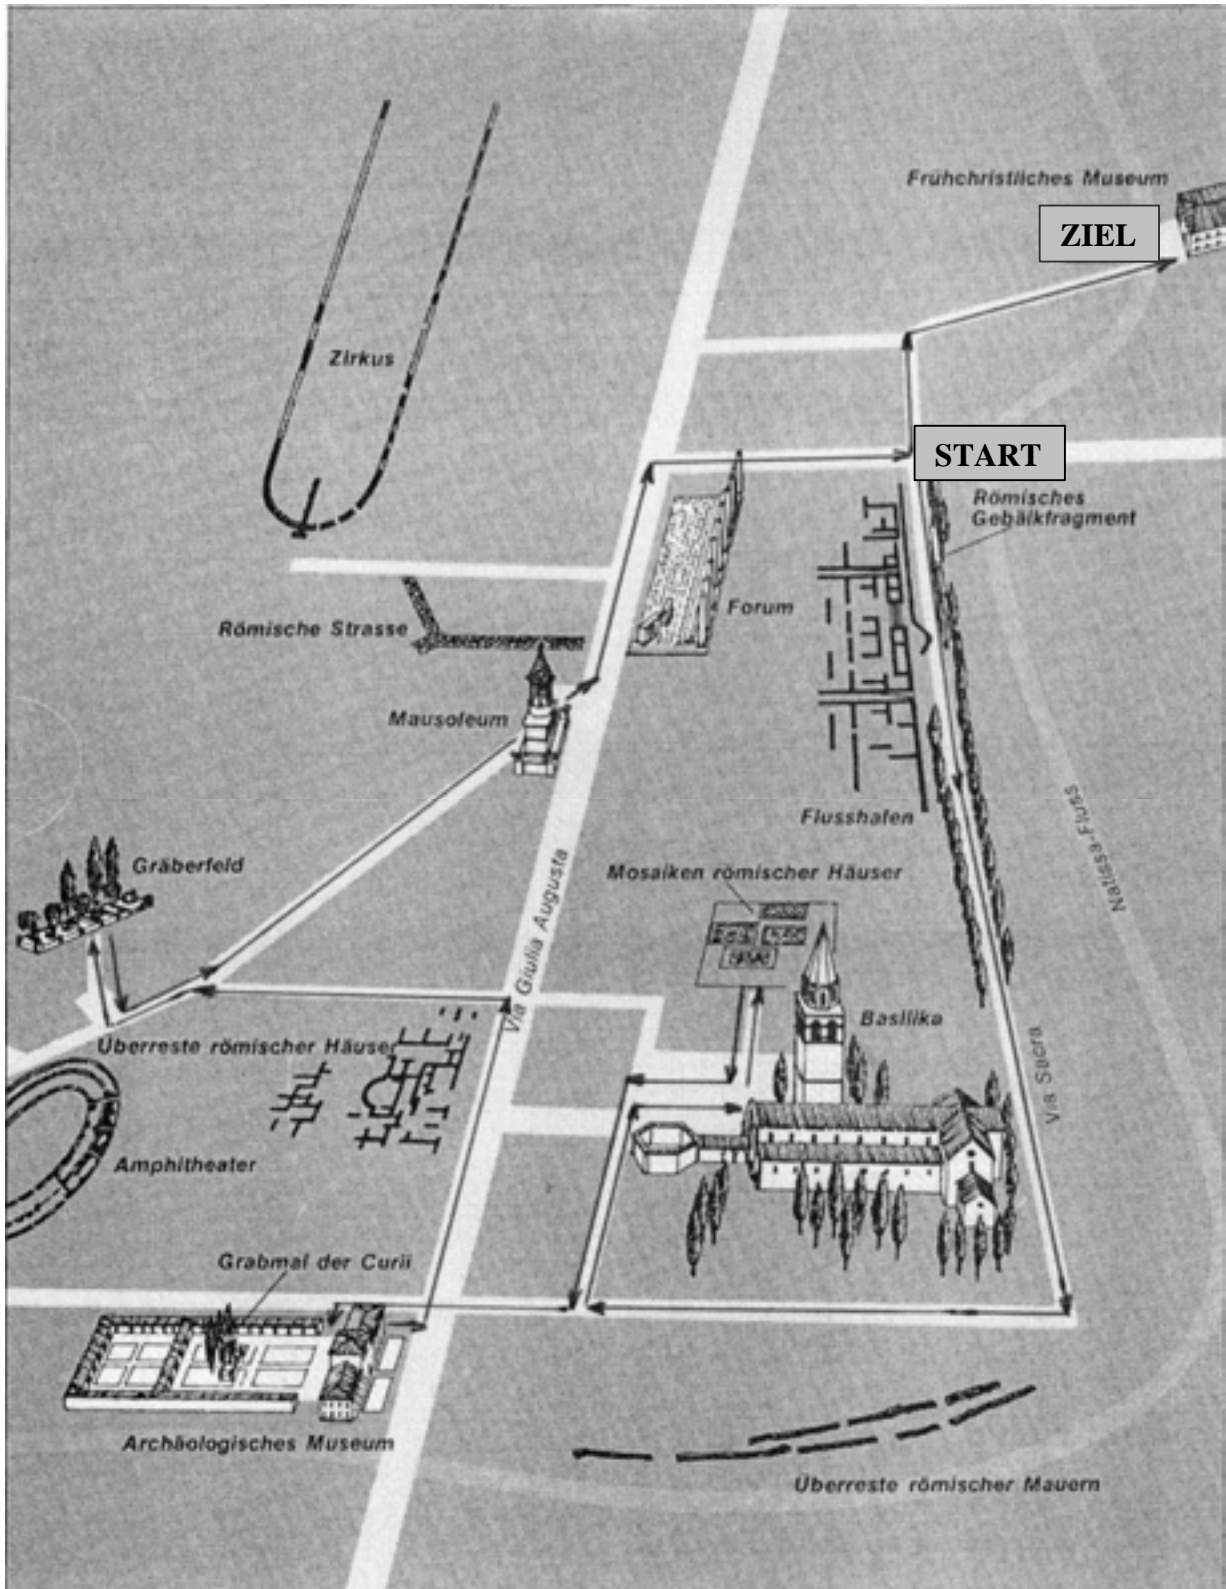 Frühchristliches Museum
ZIEL
Zirkus
START
Römisches
Gebälkfragment
Forum
Römische Strasse
Mausoleum
Flusshafen
Natissa-Fluss
Gräberfeld
Mosaiken römischer Häuser
Via Giulia Augusta
Basilika
Via Sacra
Überreste römischer Häuser
Amphitheater
Grabmal der Curii
Archäologisches Museum
Überreste römischer Mauern